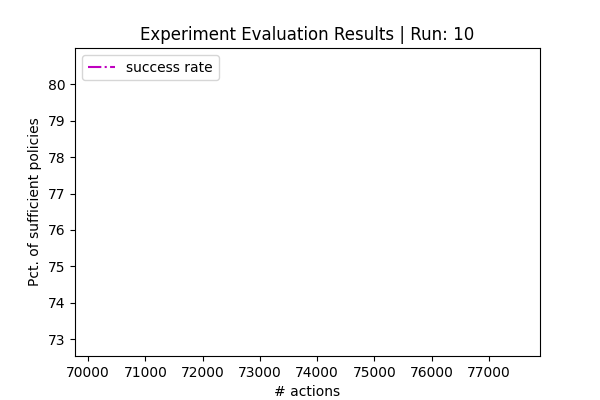 Experiment Evaluation Results | Run: 10
success rate
Pct. of sufficient policies
80
79
78
77
76
75
74
73
70000 71000 72000 73000 74000 75000 76000 77000
# actions